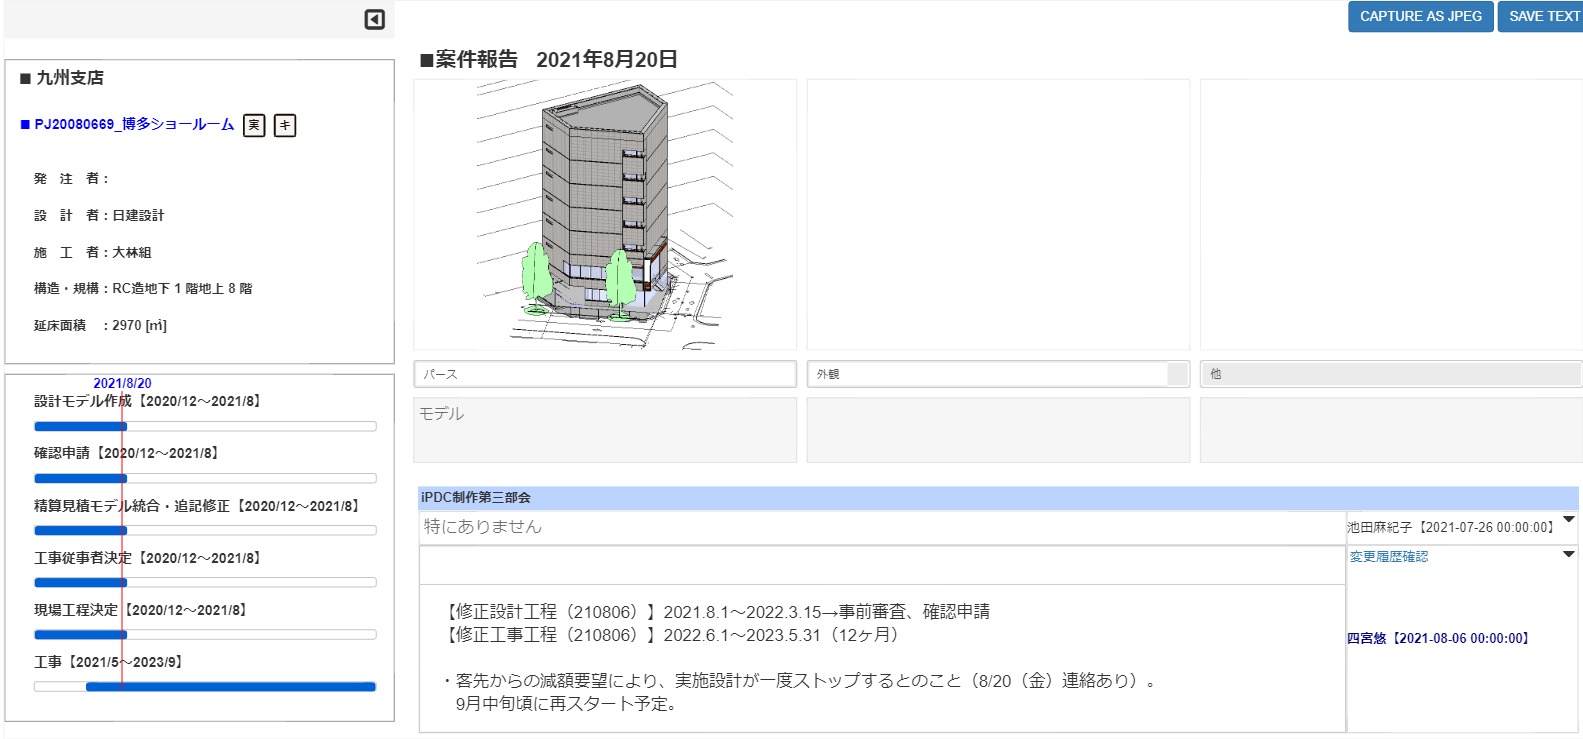 CAPTURE AS JPEG
SAVE TEXT
■ 九州支店
■ PJ20080669_博多ショールーム 実 キ
発　注　者：
設　計　者：日建設計
施　工　者：大林組
構造・規構：RC造地下１階地上８階
延床面積　：2970 [㎡]
2021/8/20
設計モデル作成【2020/12～2021/8】
確認申請【2020/12～2021/8】
精算見積モデル統合・追記修正【2020/12～2021/8】
工事従事者決定【2020/12～2021/8】
現場工程決定【2020/12～2021/8】
工事【2021/5～2023/9】
■案件報告　2021年8月20日
パース
外観
他
モデル
iPDC制作第三部会
特にありません
池田麻紀子【2021-07-26 00:00:00】
変更履歴確認
【修正設計工程（210806）】2021.8.1～2022.3.15→事前審査、確認申請
【修正工事工程（210806）】2022.6.1～2023.5.31（12ヶ月）
四宮悠【2021-08-06 00:00:00】
・客先からの減額要望により、実施設計が一度ストップするとのこと（8/20（金）連絡あり）。
9月中旬頃に再スタート予定。